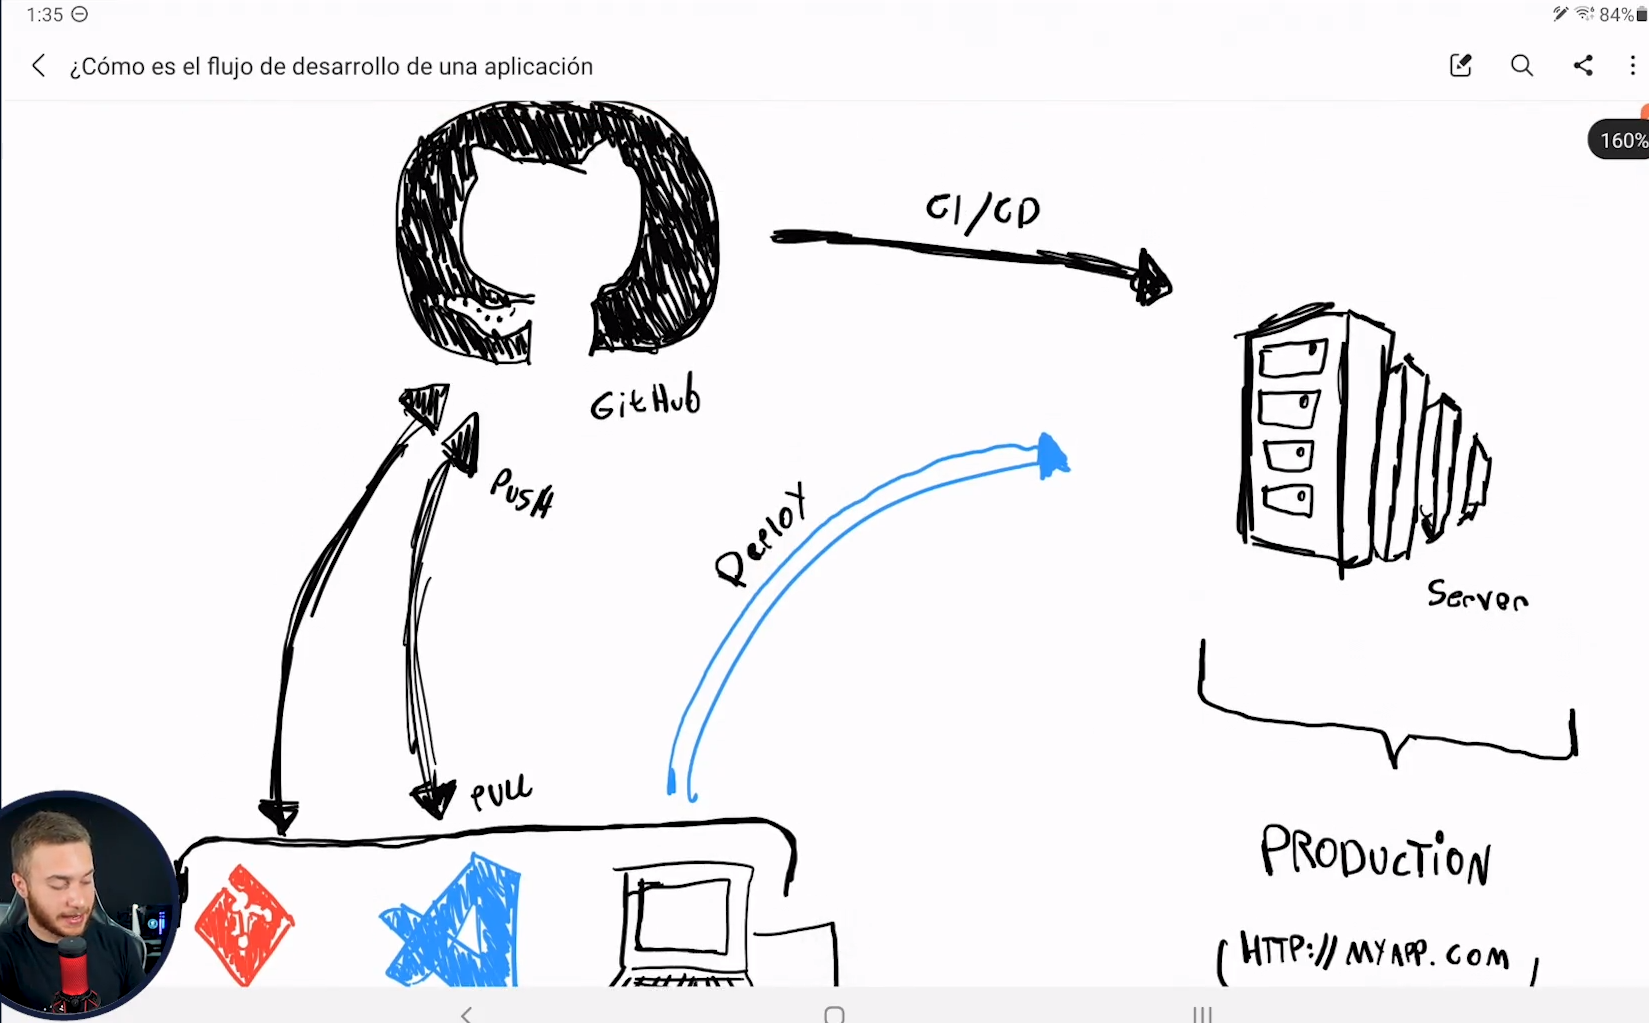 1:35
84%
¿Cómo es el flujo de desarrollo de una aplicación
160%
CI/CD
GitHub
PUSH
Deploy
Server
PULL
PRODUCTION
(HTTP://MYAPP.COM)